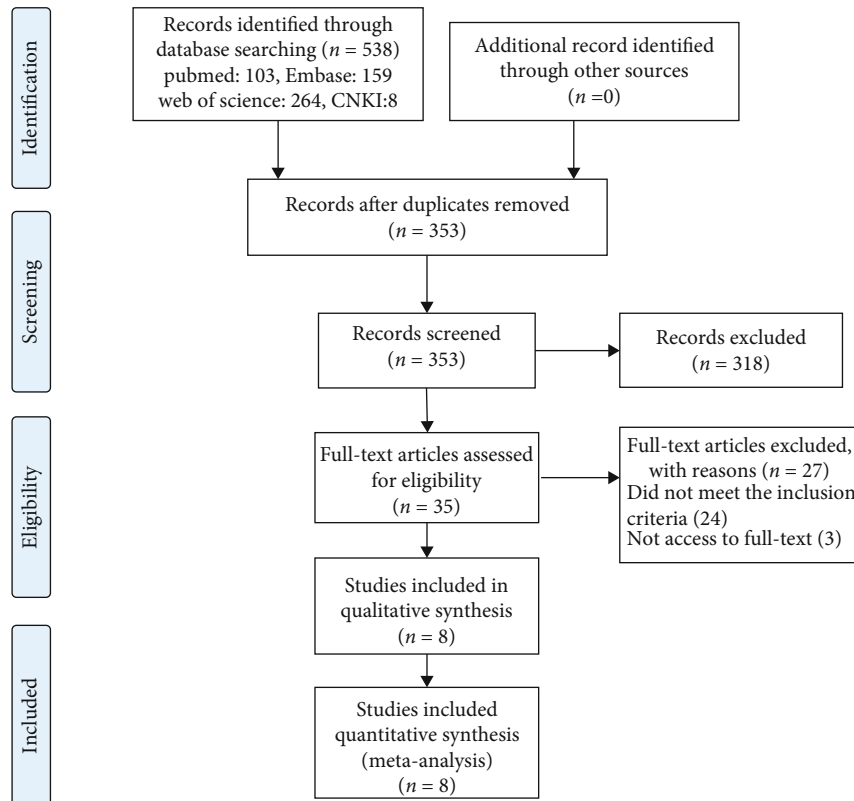 Identification
Records identified through
database searching (n = 538)
pubmed: 103, Embase: 159
web of science: 264, CNKI:8
Additional record identified
through other sources
(n =0)
Records after duplicates removed
(n = 353)
Screening
Records screened
(n = 353)
Records excluded
(n = 318)
Eligibility
Full-text articles assessed
for eligibility
(n = 35)
Full-text articles excluded,
with reasons (n = 27)
Did not meet the inclusion
criteria (24)
Not access to full-text (3)
Studies included in
qualitative synthesis
(n = 8)
Included
Studies included
quantitative synthesis
(meta-analysis)
(n = 8)